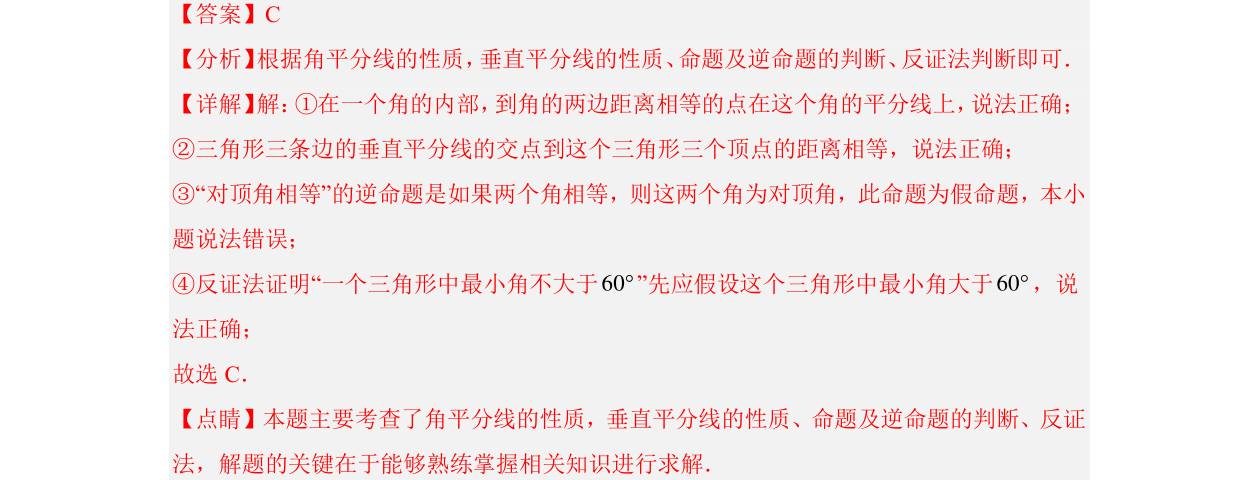 【答案】C
【分析】根据角平分线的性质，垂直平分线的性质、命题及逆命题的判断、反证法判断即可．
【详解】解：①在一个角的内部，到角的两边距离相等的点在这个角的平分线上，说法正确；
②三角形三条边的垂直平分线的交点到这个三角形三个顶点的距离相等，说法正确；
③“对顶角相等”的逆命题是如果两个角相等，则这两个角为对顶角，此命题为假命题，本小
题说法错误；
④反证法证明“一个三角形中最小角不大于60°”先应假设这个三角形中最小角大于60°，说
法正确；
故选 C．
【点睛】本题主要考查了角平分线的性质，垂直平分线的性质、命题及逆命题的判断、反证
法，解题的关键在于能够熟练掌握相关知识进行求解．